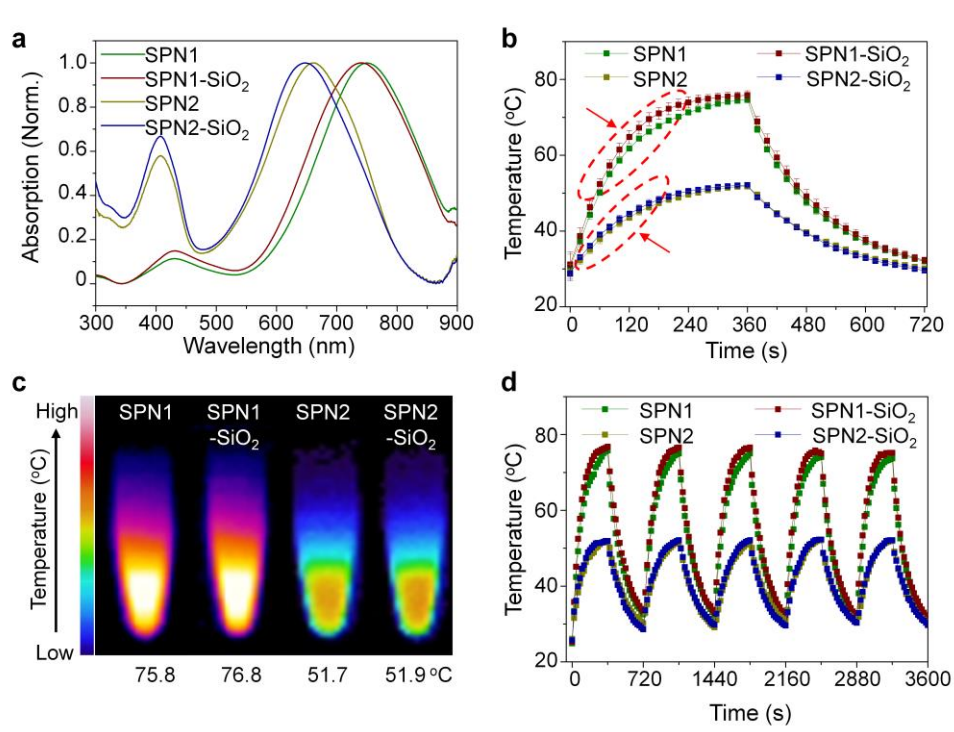 a
SPN1
SPN1-SiO₂
SPN2
SPN2-SiO₂
1.0
0.8
0.6
0.4
0.2
0
Absorption (Norm.)
300 400 500 600 700 800 900
Wavelength (nm)
b
SPN1 SPN1-SiO₂
SPN2 SPN2-SiO₂
80
60
40
20
Temperature (ºC)
0 120 240 360 480 600 720
Time (s)
c
High
Low
Temperature (ºC)
SPN1 SPN1 SPN2 SPN2
-SiO₂ -SiO₂
75.8 76.8 51.7 51.9 ºC
d
SPN1 SPN1-SiO₂
SPN2 SPN2-SiO₂
80
60
40
20
Temperature (ºC)
0 720 1440 2160 2880 3600
Time (s)